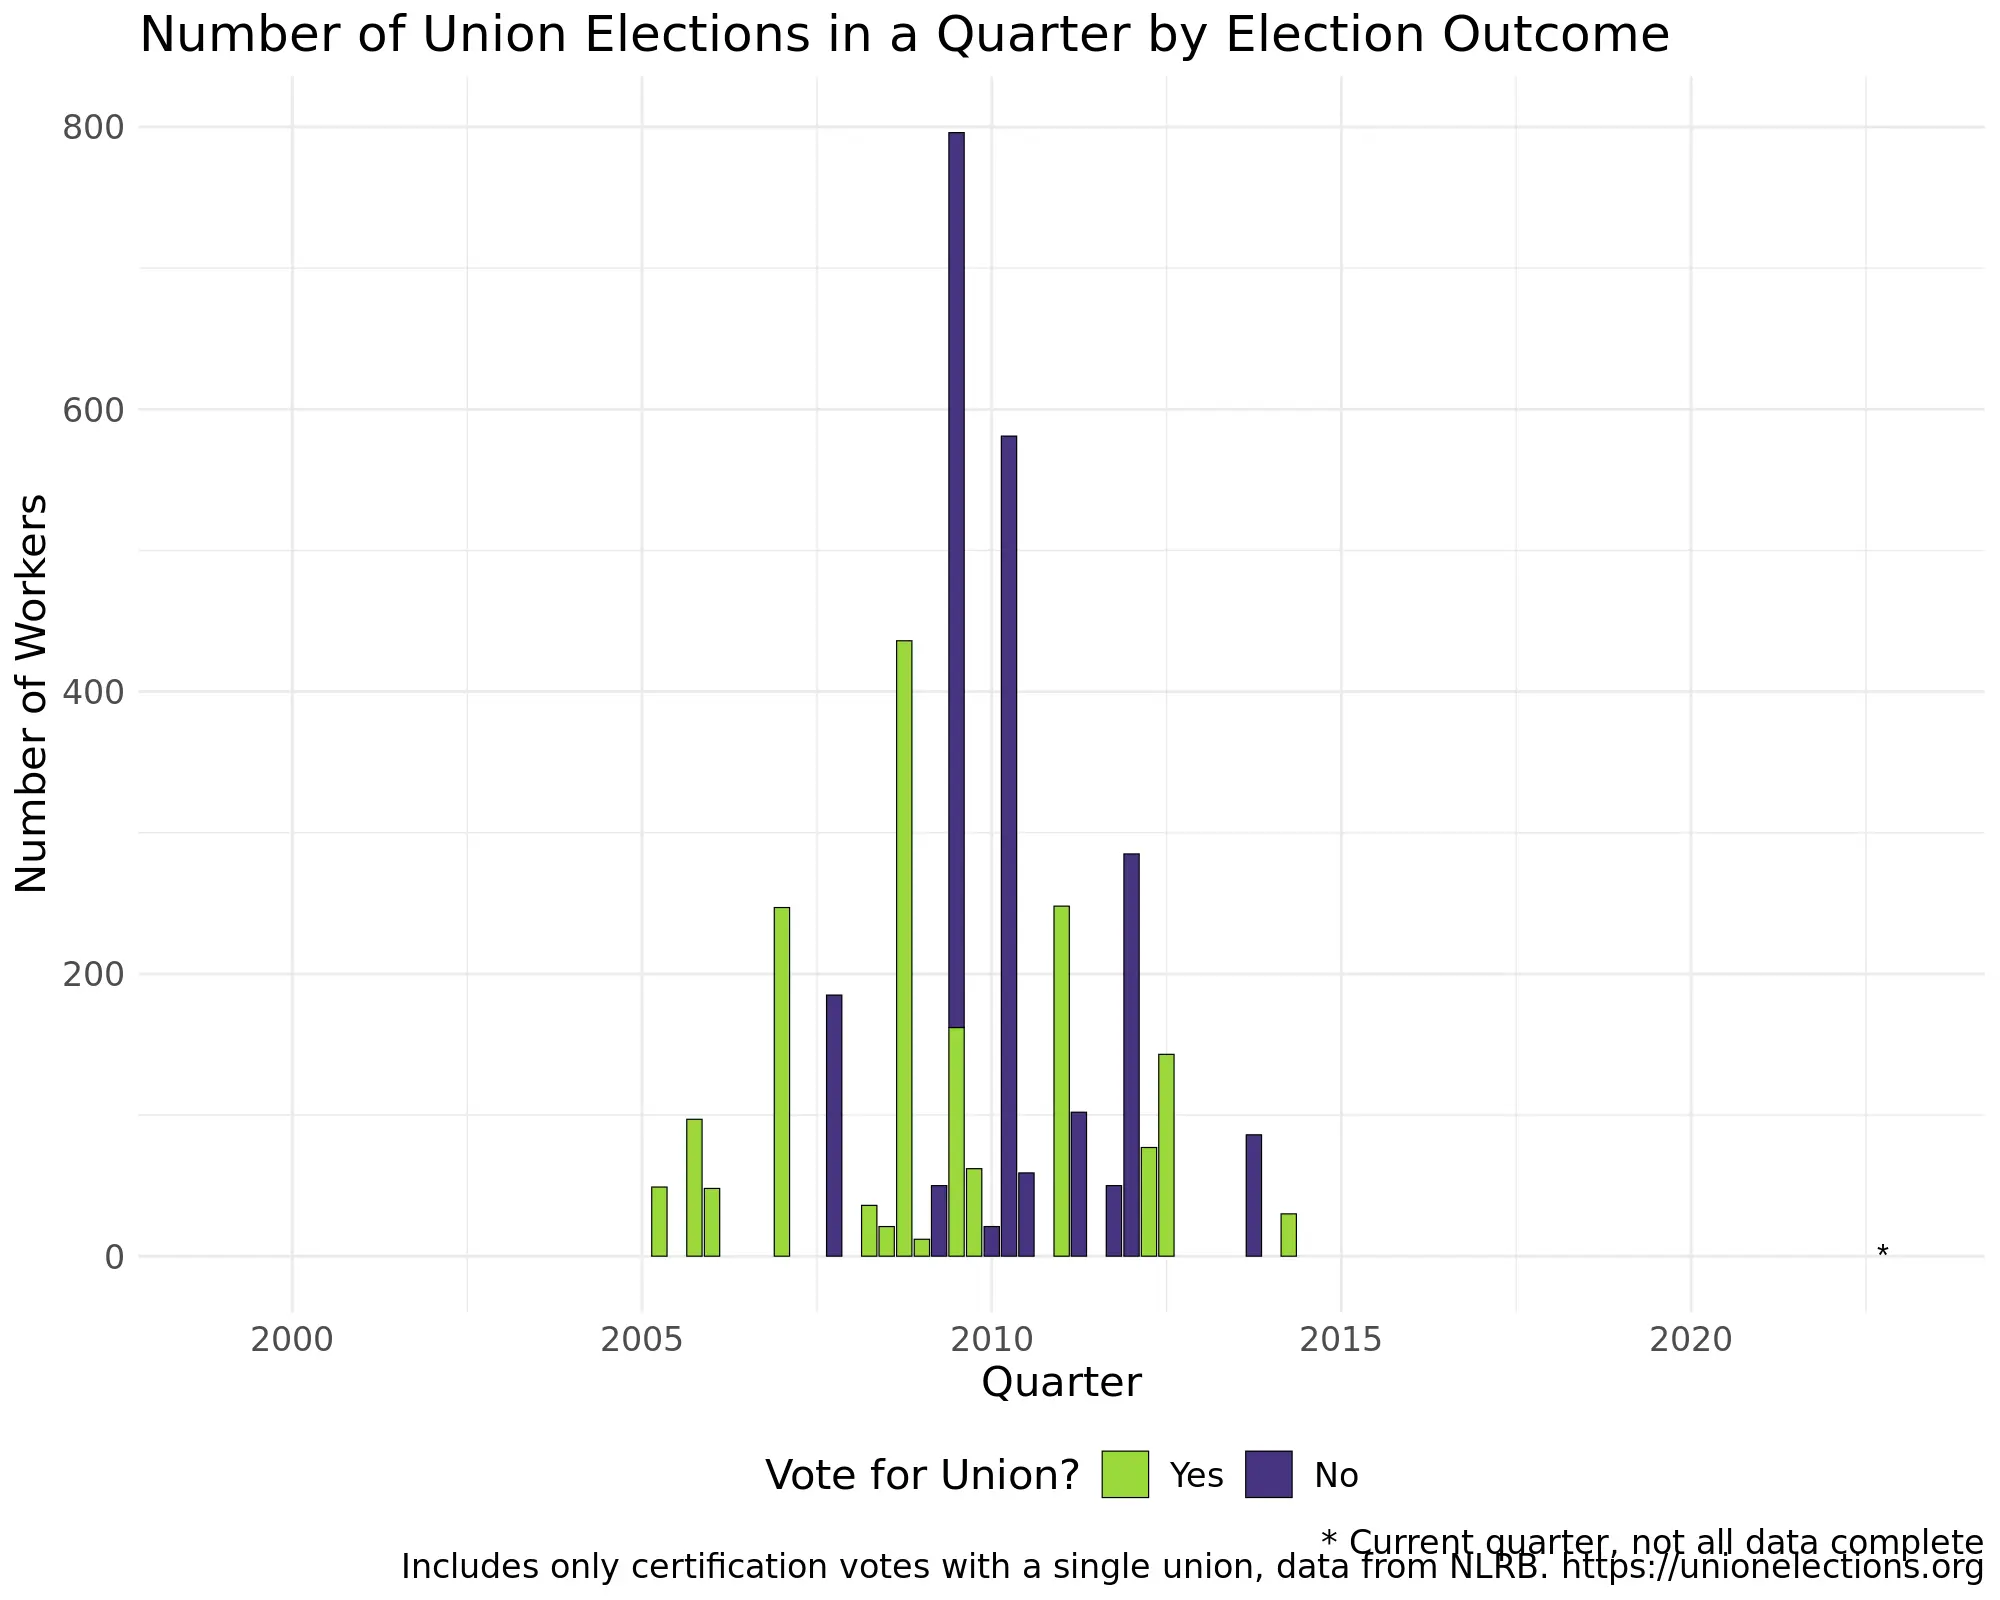 Number of Union Elections in a Quarter by Election Outcome
800
600
400
200
0
Number of Workers
*
2000 2005 2010 2015 2020
Quarter
Vote for Union? Yes No
* Current quarter, not all data complete
Includes only certification votes with a single union, data from NLRB. https://unionelections.org